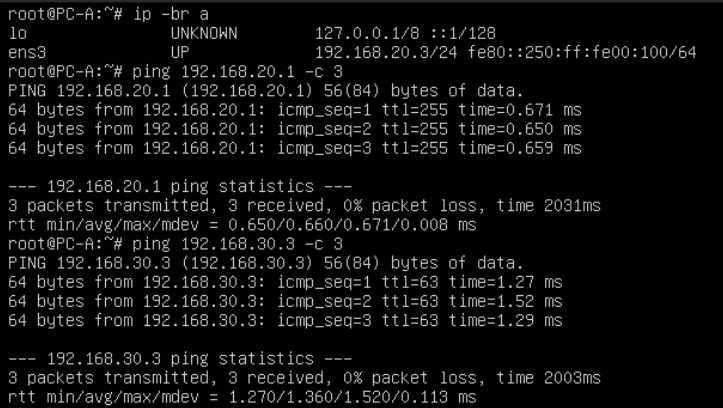 root@PC-A:~# ip -br a
lo UNKNOWN 127.0.0.1/8 ::1/128
ens3 UP 192.168.20.3/24 fe80::250:ff:fe00:100/64
root@PC-A:~# ping 192.168.20.1 -c 3
PING 192.168.20.1 (192.168.20.1) 56(84) bytes of data.
64 bytes from 192.168.20.1: icmp_seq=1 ttl=255 time=0.671 ms
64 bytes from 192.168.20.1: icmp_seq=2 ttl=255 time=0.650 ms
64 bytes from 192.168.20.1: icmp_seq=3 ttl=255 time=0.659 ms
--- 192.168.20.1 ping statistics ---
3 packets transmitted, 3 received, 0% packet loss, time 2031ms
rtt min/avg/max/mdev = 0.650/0.660/0.671/0.008 ms
root@PC-A:~# ping 192.168.30.3 -c 3
PING 192.168.30.3 (192.168.30.3) 56(84) bytes of data.
64 bytes from 192.168.30.3: icmp_seq=1 ttl=63 time=1.27 ms
64 bytes from 192.168.30.3: icmp_seq=2 ttl=63 time=1.52 ms
64 bytes from 192.168.30.3: icmp_seq=3 ttl=63 time=1.29 ms
--- 192.168.30.3 ping statistics ---
3 packets transmitted, 3 received, 0% packet loss, time 2003ms
rtt min/avg/max/mdev = 1.270/1.360/1.520/0.113 ms